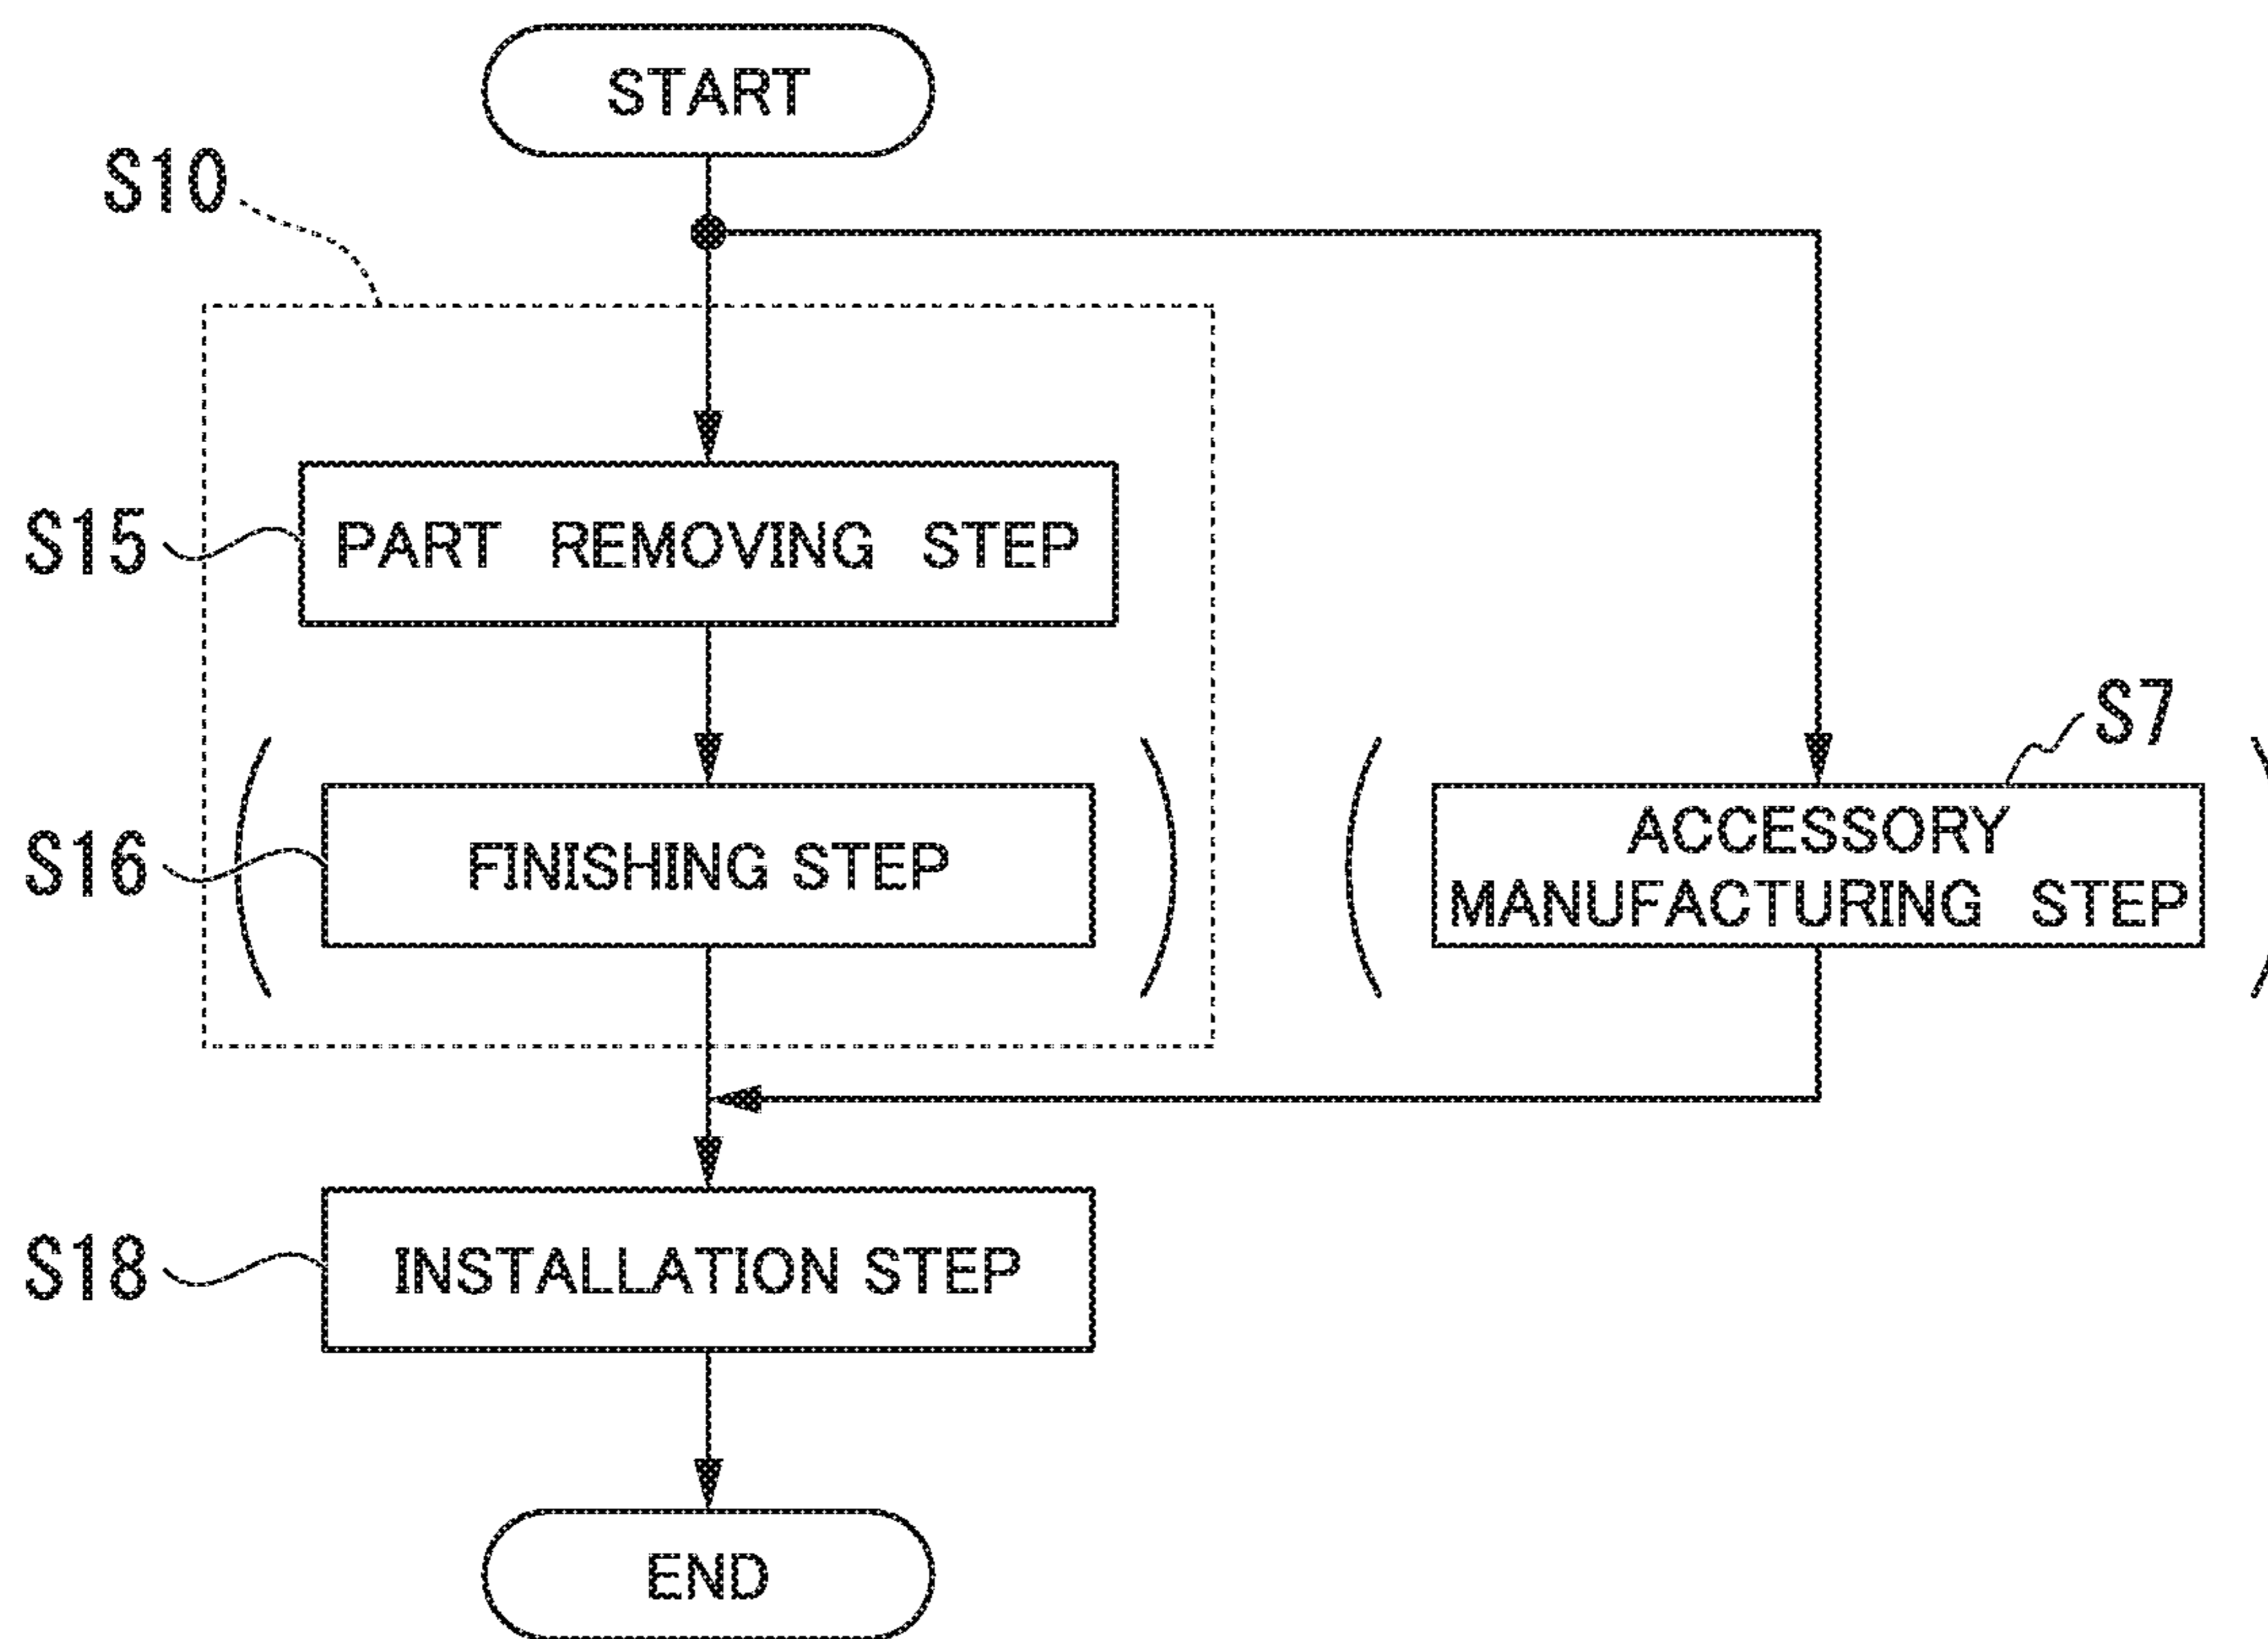 START
S10
S15
PART REMOVING STEP
S7
S16
FINISHING STEP
ACCESSORY
MANUFACTURING STEP
S18
INSTALLATION STEP
END